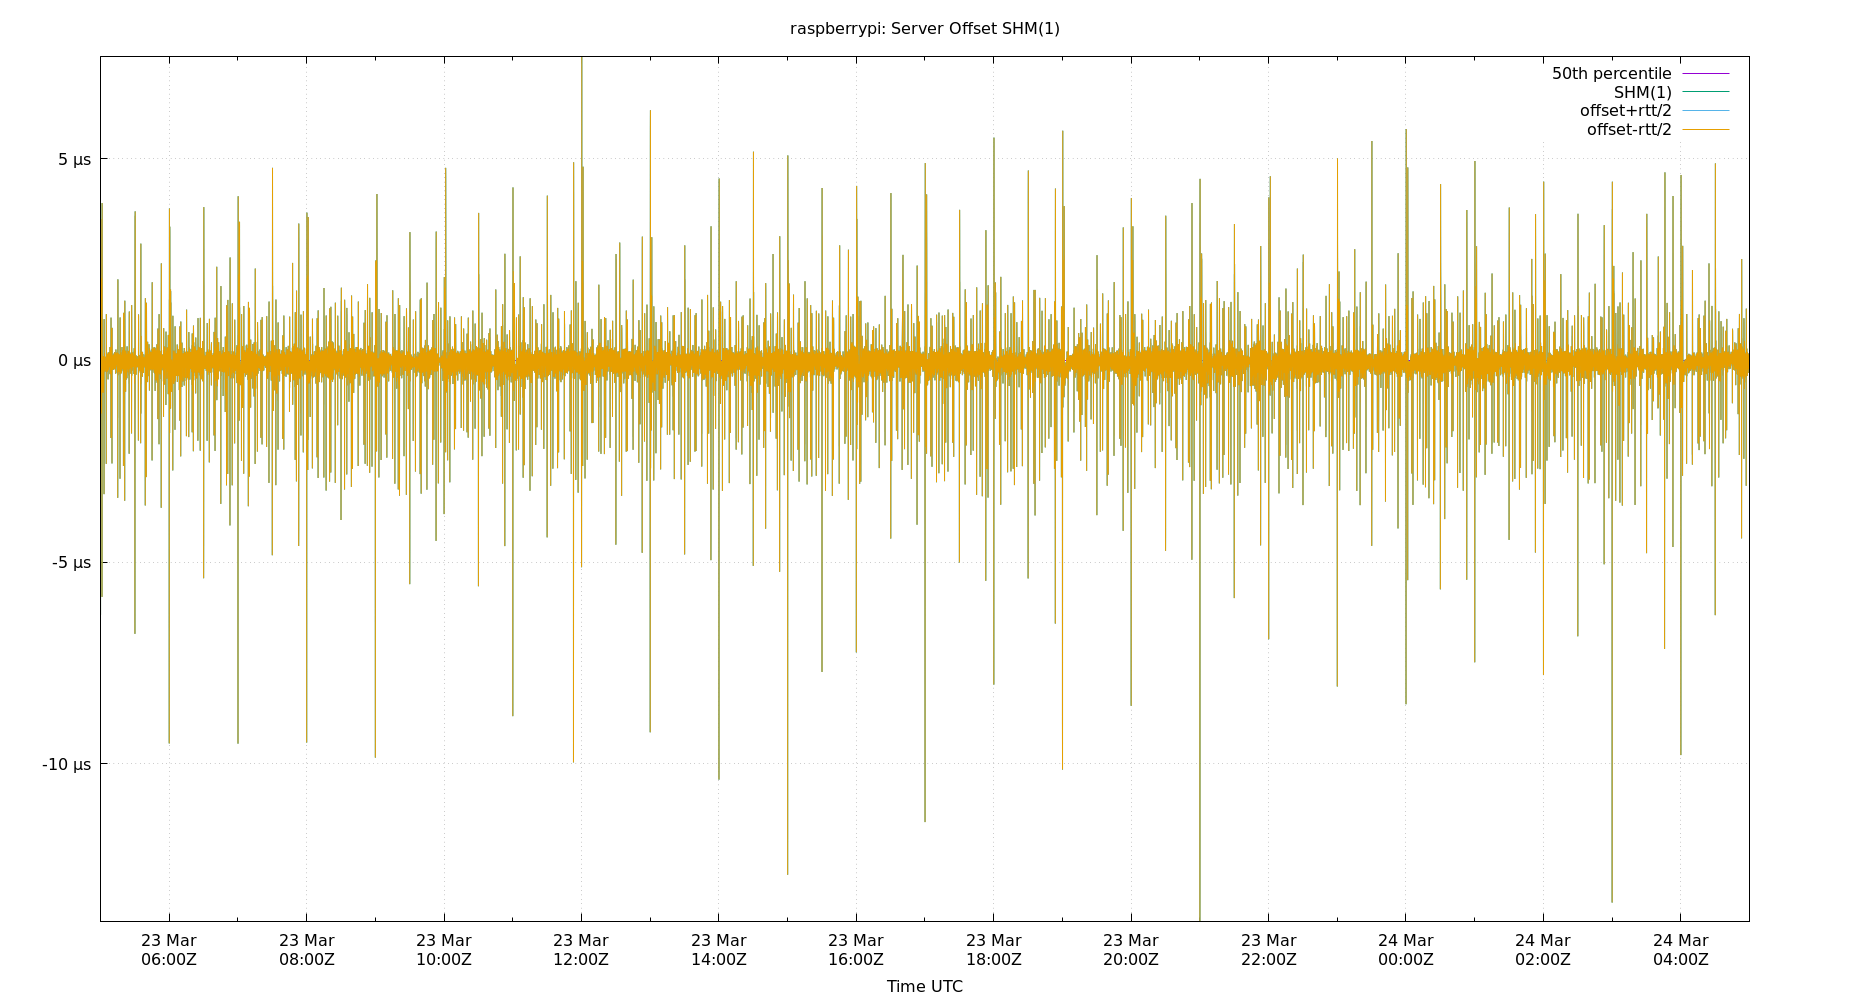 raspberrypi: Server Offset SHM(1)
50th percentile
SHM(1)
offset+rtt/2
offset-rtt/2
5 µs
0 µs
-5 µs
-10 µs
23 Mar 23 Mar 23 Mar 23 Mar 23 Mar 23 Mar 23 Mar 23 Mar 23 Mar 24 Mar 24 Mar 24 Mar
06:00Z 08:00Z 10:00Z 12:00Z 14:00Z 16:00Z 18:00Z 20:00Z 22:00Z 00:00Z 02:00Z 04:00Z
Time UTC